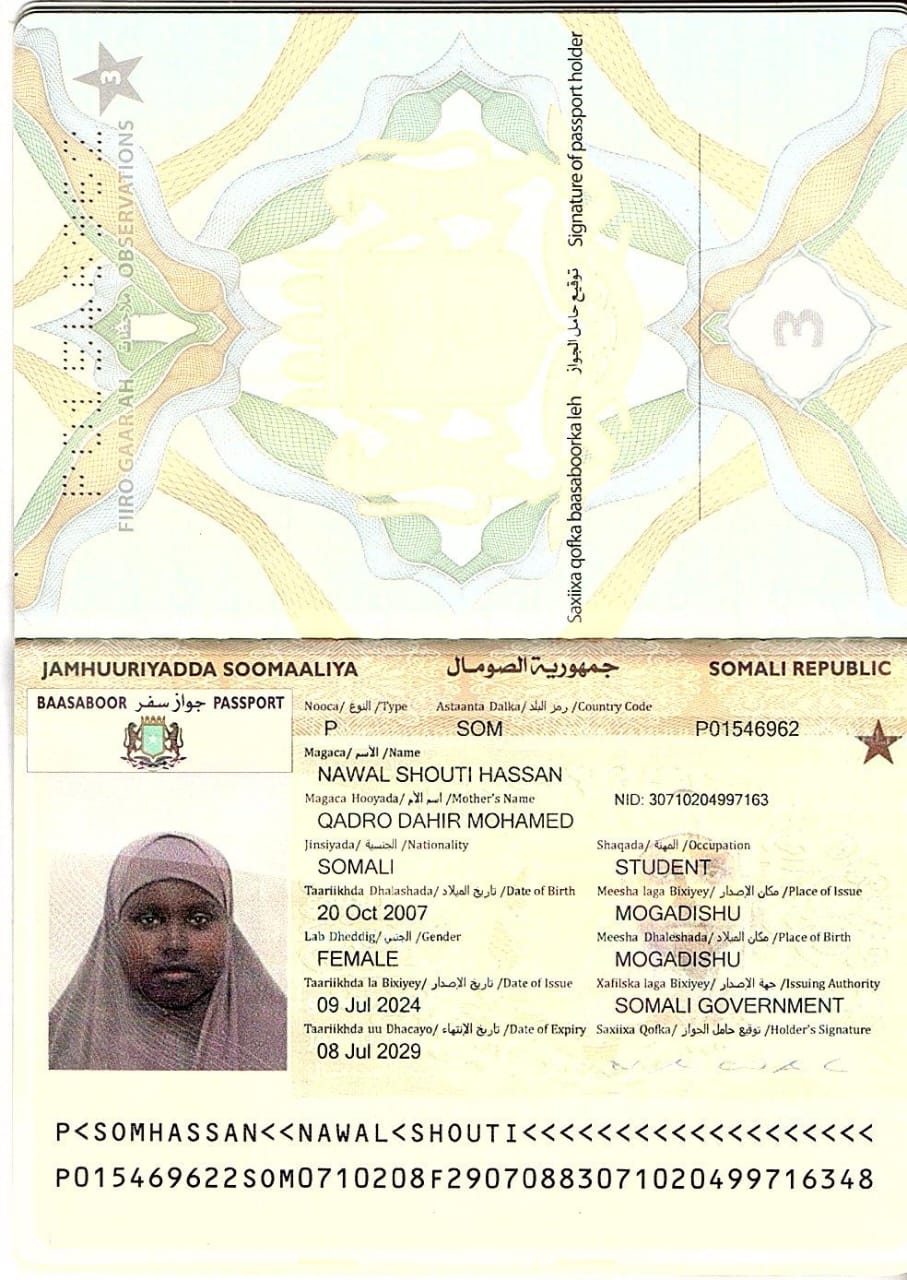 3
FIIRO GAARAH ملاحظات OBSERVATIONS
Saxiixa qofka baasaboorka leh توقيع حامل الجواز Signature of passport holder
3
JAMHUURIYADDA SOOMAALIYA جمهورية الصومال SOMALI REPUBLIC
BAASABOOR جواز سفر PASSPORT
Nooca/ النوع /Type Astaanta Dalka/ رمز البلد /Country Code
P SOM P01546962
Magaca/ الأسم /Name
NAWAL SHOUTI HASSAN
Magaca Hooyada/ اسم الأم /Mother's Name NID: 30710204997163
QADRO DAHIR MOHAMED
Jinsiyada/ الجنسية /Nationality Shaqada/ المهنة /Occupation
SOMALI STUDENT
Taariikhda Dhalashada/ تاريخ الميلاد /Date of Birth Meesha laga Bixiyey/ مكان الإصدار /Place of Issue
20 Oct 2007 MOGADISHU
Lab Dheddig/ الجنس /Gender Meesha Dhaleshada/ مكان الميلاد /Place of Birth
FEMALE MOGADISHU
Taariikhda la Bixiyey/ تاريخ الإصدار /Date of Issue Xafiiska laga Bixiyey/ جهة الإصدار /Issuing Authority
09 Jul 2024 SOMALI GOVERNMENT
Taariikhda uu Dhacayo/ تاريخ الإنتهاء /Date of Expiry Saxiixa Qofka/ توقيع حامل الجواز /Holder's Signature
08 Jul 2029
P<SOMHASSAN<<NAWAL<SHOUTI<<<<<<<<<<<<<<<<<<<
P015469622SOM0710208F29070883071020499716348